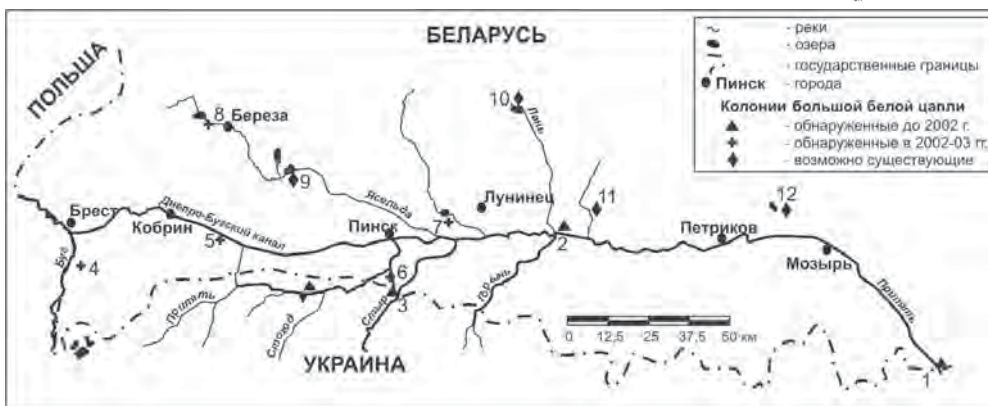 БЕЛАРУСЬ
ПОЛЬША
- реки
- озера
- государственные границы
Пинск - города
Колонии большой белой цапли
- обнаруженные до 2002 г.
- обнаруженные в 2002-03 гг.
- возможно существующие
8
Береза
10
Лань
9
Ясельда
Лунинец
11
12
7
Брест
Днепро-Бугский канал
Кобрин
5
Пинск
2
Петриков
Мозырь
Буг
4
6
Припять
Стоход
Стыр
3
Горынь
Припять
0 12,5 25 37,5 50 км
УКРАИНА
1